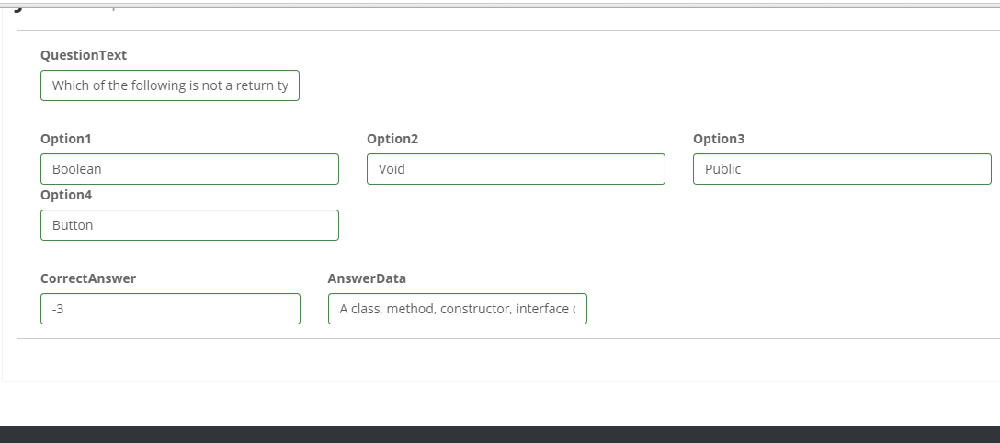 QuestionText
Which of the following is not a return ty
Option1
Option2
Option3
Boolean
Void
Public
Option4
Button
CorrectAnswer
AnswerData
-3
A class, method, constructor, interface